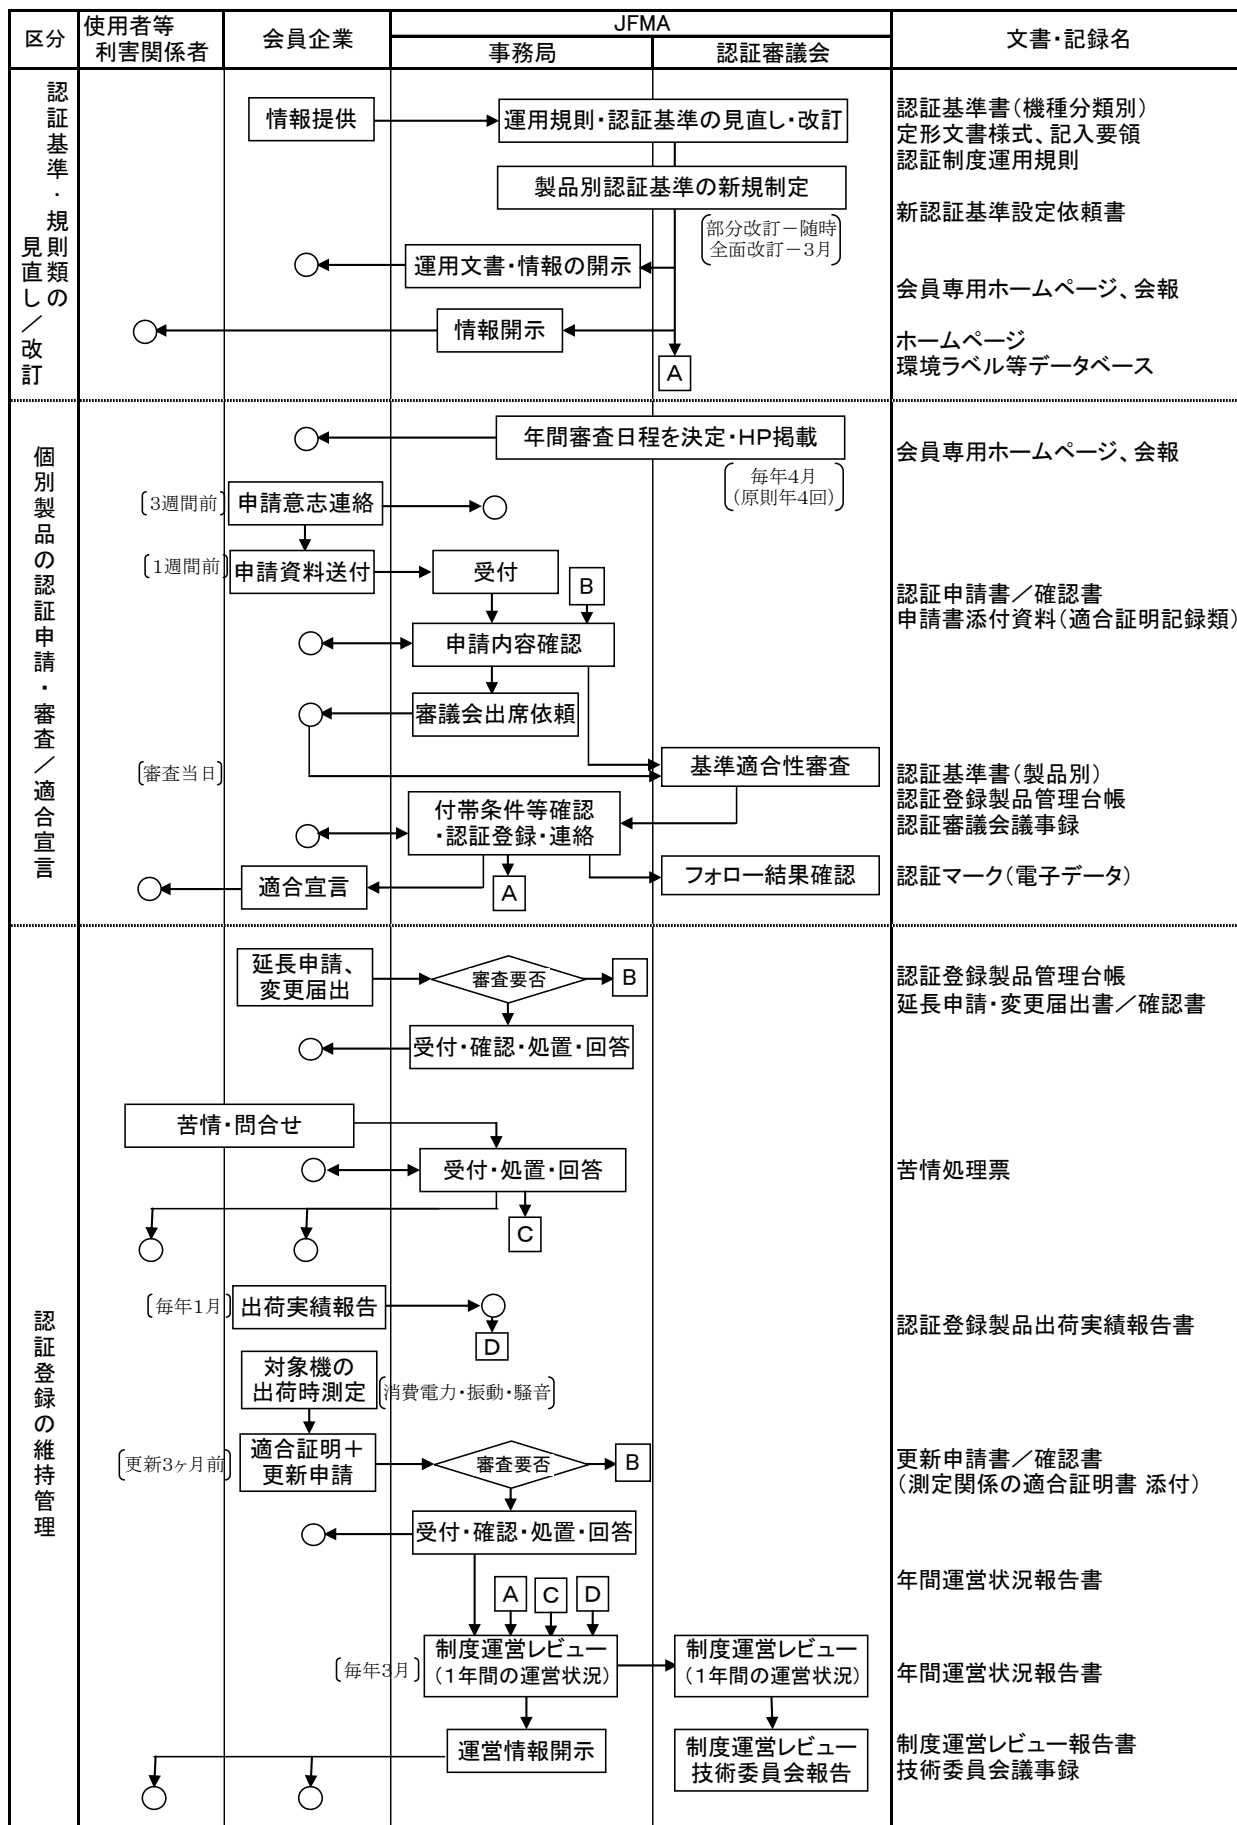 区分
使用者等
利害関係者
会員企業
JFMA
事務局
認証審議会
文書・記録名
認証基準・規則類の
見直し／改訂
情報提供
運用規則・認証基準の見直し・改訂
製品別認証基準の新規制定
部分改訂－随時
全面改訂－3月
運用文書・情報の開示
情報開示
A
認証基準書（機種分類別）
定形文書様式、記入要領
認証制度運用規則
新認証基準設定依頼書
会員専用ホームページ、会報
ホームページ
環境ラベル等データベース
個別製品の認証申請・審査／適合宣言
年間審査日程を決定・HP掲載
毎年4月
（原則年4回）
3週間前
申請意志連絡
1週間前
申請資料送付
受付
B
申請内容確認
審議会出席依頼
審査当日
基準適合性審査
付帯条件等確認
・認証登録・連絡
適合宣言
A
フォロー結果確認
会員専用ホームページ、会報
認証申請書／確認書
申請書添付資料（適合証明記録類）
認証基準書（製品別）
認証登録製品管理台帳
認証審議会議事録
認証マーク（電子データ）
認証登録の維持管理
延長申請、
変更届出
審査要否
B
受付・確認・処置・回答
苦情・問合せ
受付・処置・回答
C
毎年1月
出荷実績報告
D
対象機の
出荷時測定
消費電力・振動・騒音
更新3ヶ月前
適合証明＋
更新申請
審査要否
B
受付・確認・処置・回答
A
C
D
毎年3月
制度運営レビュー
（１年間の運営状況）
制度運営レビュー
（１年間の運営状況）
運営情報開示
制度運営レビュー
技術委員会報告
認証登録製品管理台帳
延長申請・変更届出書／確認書
苦情処理票
認証登録製品出荷実績報告書
更新申請書／確認書
（測定関係の適合証明書 添付）
年間運営状況報告書
年間運営状況報告書
制度運営レビュー報告書
技術委員会議事録